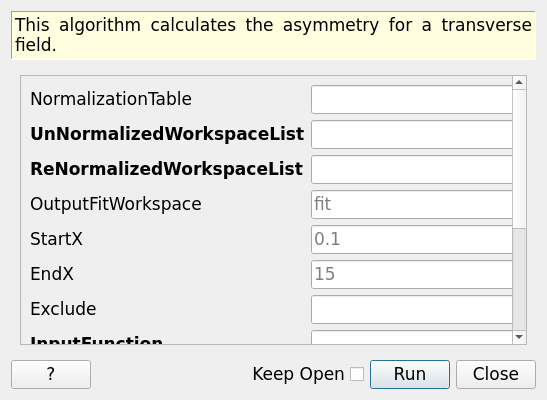 This algorithm calculates the asymmetry for a transverse
field.
NormalizationTable
UnNormalizedWorkspaceList
ReNormalizedWorkspaceList
OutputFitWorkspace fit
StartX 0.1
EndX 15
Exclude
InputFunction
? Keep Open Run Close